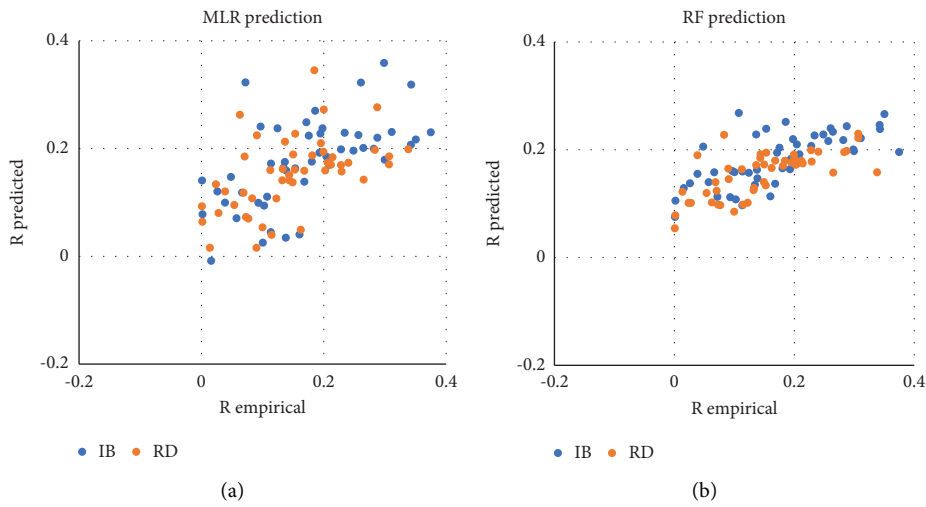 MLR prediction
0.4
0.2
0
-0.2
-0.2
0
0.2
0.4
R predicted
R empirical
IB
RD
(a)
RF prediction
0.4
0.2
0
-0.2
-0.2
0
0.2
0.4
R predicted
R empirical
IB
RD
(b)